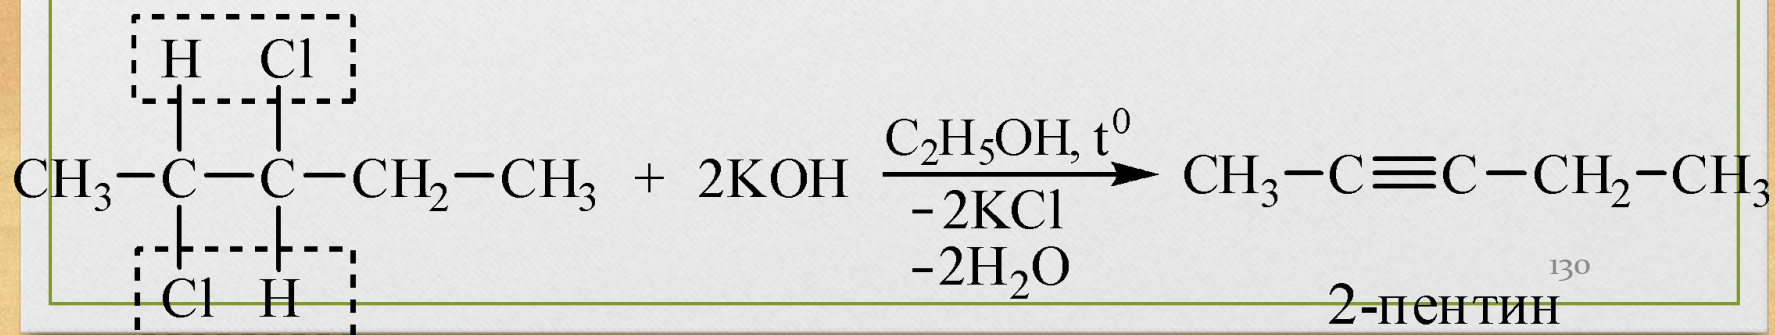 H Cl
C₂H₅OH, t⁰
CH₃−C−C−CH₂−CH₃ + 2KOH CH₃−C≡C−CH₂−CH₃
−2KCl
−2H₂O
130
Cl H
2-пентин